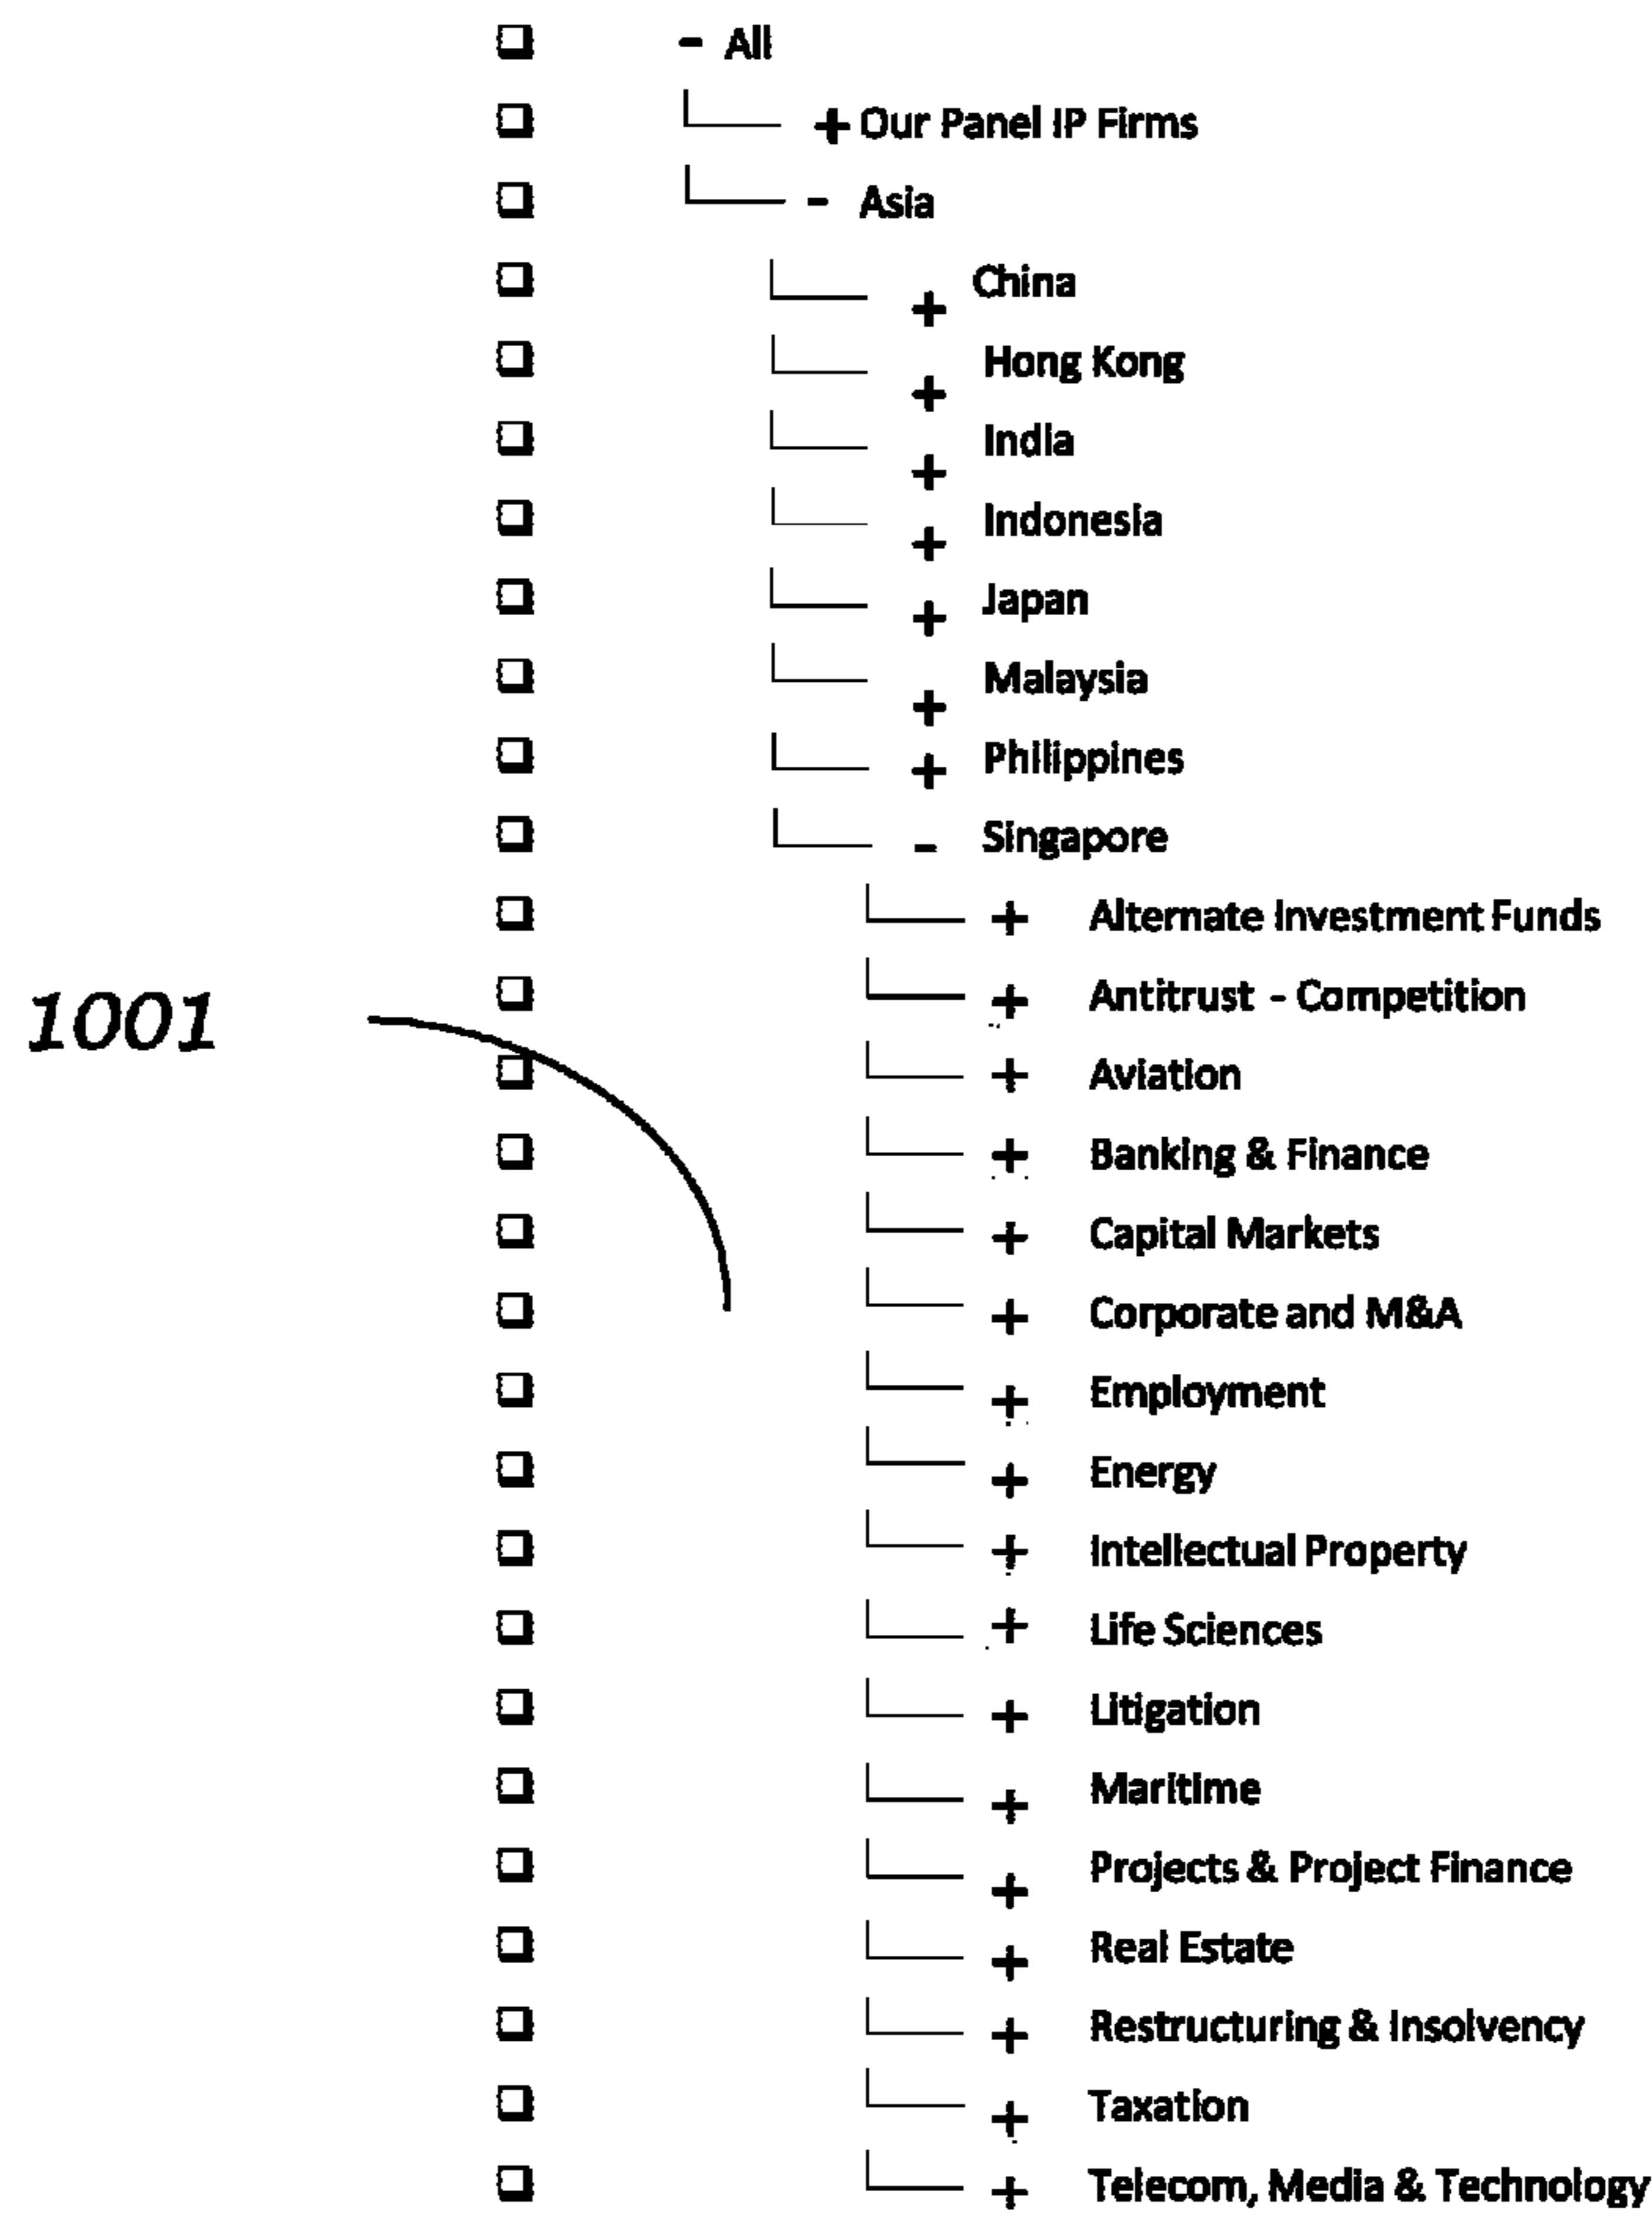 - All
+ Our Panel IP Firms
- Asia
+ China
+ Hong Kong
+ India
+ Indonesia
+ Japan
+ Malaysia
+ Philippines
- Singapore
+ Alternate Investment Funds
+ Antitrust - Competition
1001
+ Aviation
+ Banking & Finance
+ Capital Markets
+ Corporate and M&A
+ Employment
+ Energy
+ Intellectual Property
+ Life Sciences
+ Litigation
+ Maritime
+ Projects & Project Finance
+ Real Estate
+ Restructuring & Insolvency
+ Taxation
+ Telecom, Media & Technology